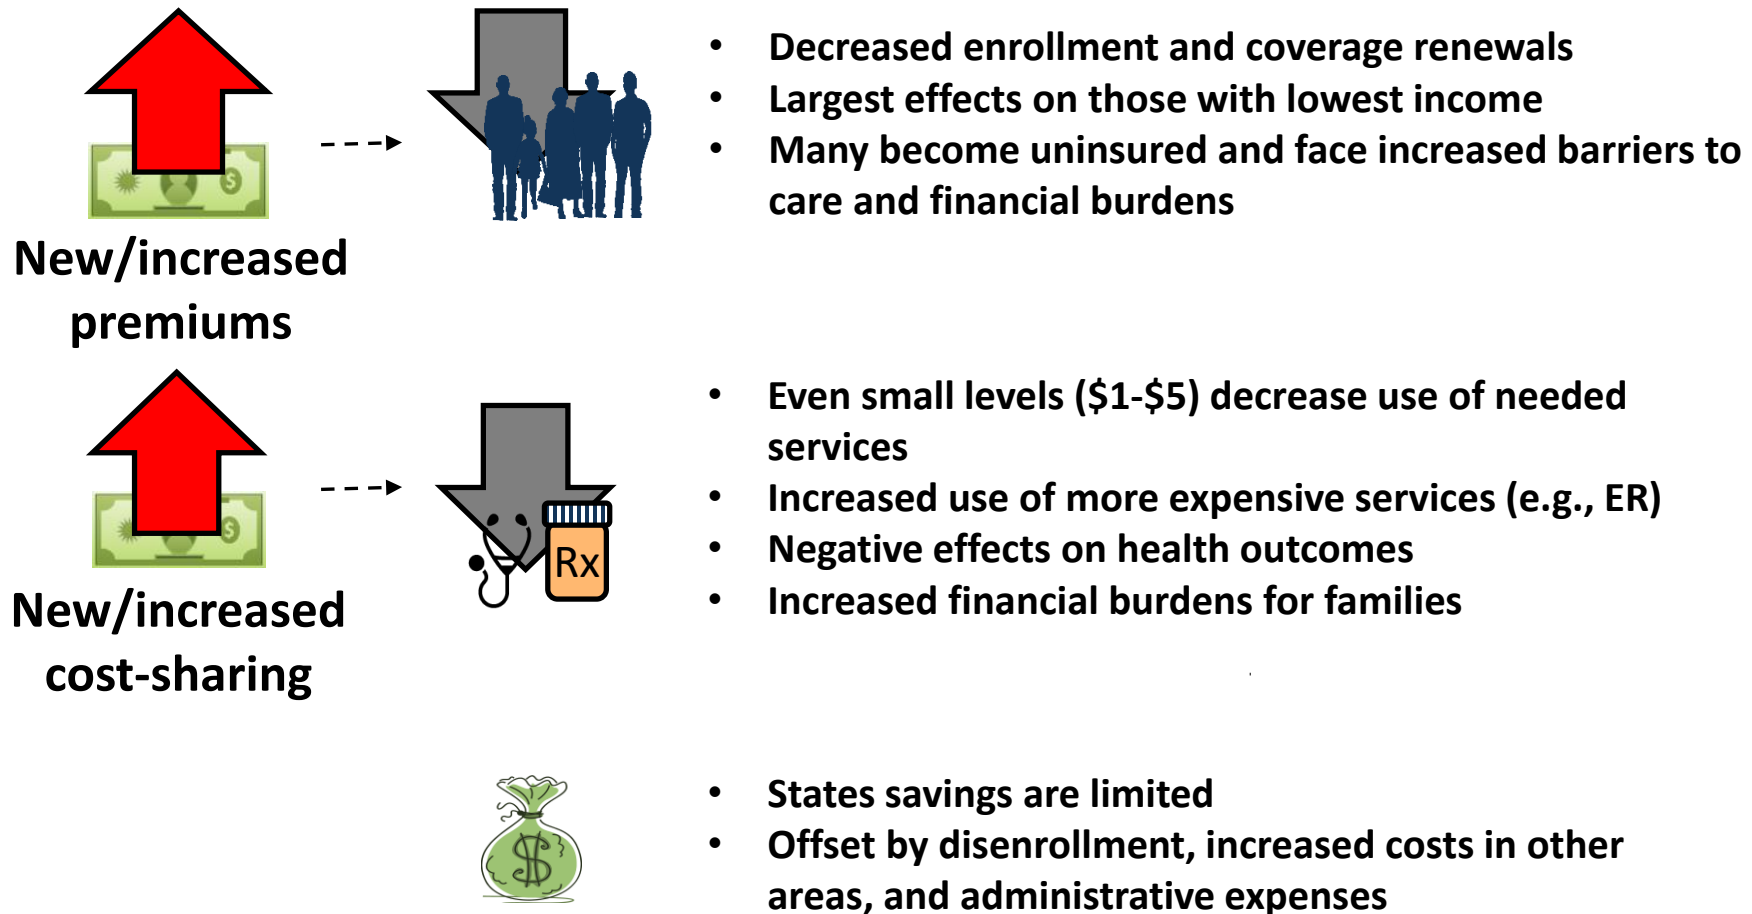 • Decreased enrollment and coverage renewals
• Largest effects on those with lowest income
• Many become uninsured and face increased barriers to
care and financial burdens
$
New/increased
premiums
• Even small levels ($1-$5) decrease use of needed
services
• Increased use of more expensive services (e.g., ER)
• Negative effects on health outcomes
• Increased financial burdens for families
$
Rx
New/increased
cost-sharing
$
• States savings are limited
• Offset by disenrollment, increased costs in other
areas, and administrative expenses